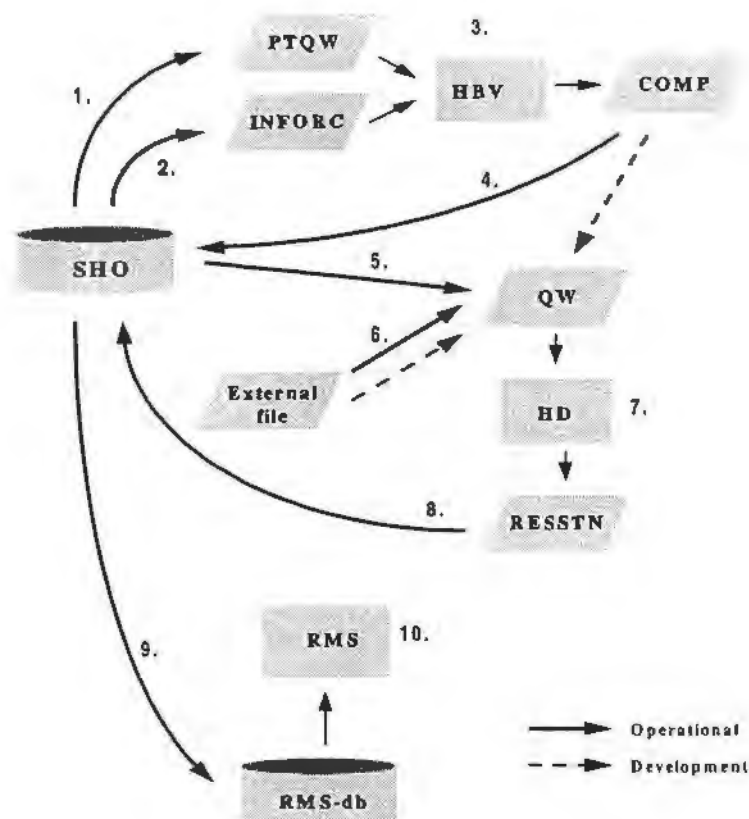 PTQW
3.
1.
HBV
COMP
INFORC
2.
4.
SHO
5.
QW
6.
External
file
HD
7.
8.
RESSTN
RMS
10.
9.
Operational
Development
RMS-db